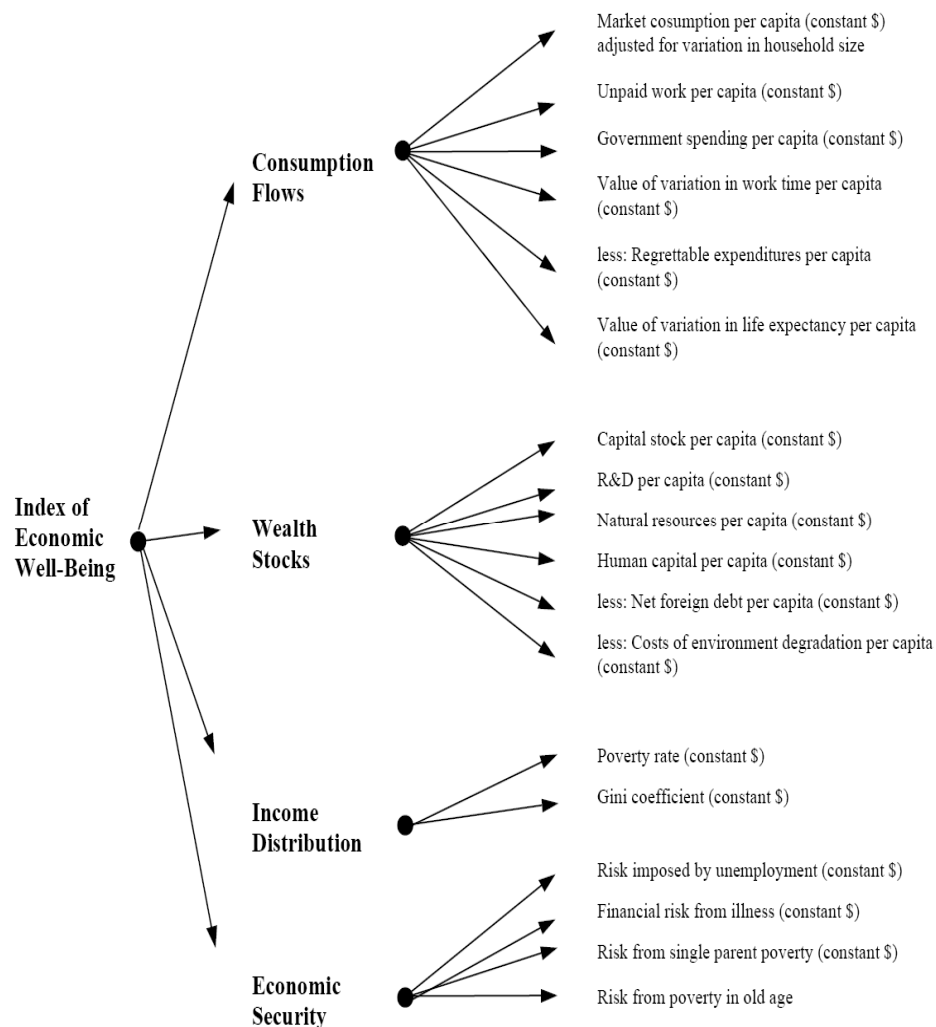 Market cosumption per capita (constant $)
adjusted for variation in household size
Unpaid work per capita (constant $)
Government spending per capita (constant $)
Consumption
Flows
Value of variation in work time per capita
(constant $)
less: Regrettable expenditures per capita
(constant $)
Value of variation in life expectancy per capita
(constant $)
Index of
Economic
Well-Being
Wealth
Stocks
Capital stock per capita (constant $)
R&D per capita (constant $)
Natural resources per capita (constant $)
Human capital per capita (constant $)
less: Net foreign debt per capita (constant $)
less: Costs of environment degradation per capita
(constant $)
Income
Distribution
Poverty rate (constant $)
Gini coefficient (constant $)
Economic
Security
Risk imposed by unemployment (constant $)
Financial risk from illness (constant $)
Risk from single parent poverty (constant $)
Risk from poverty in old age